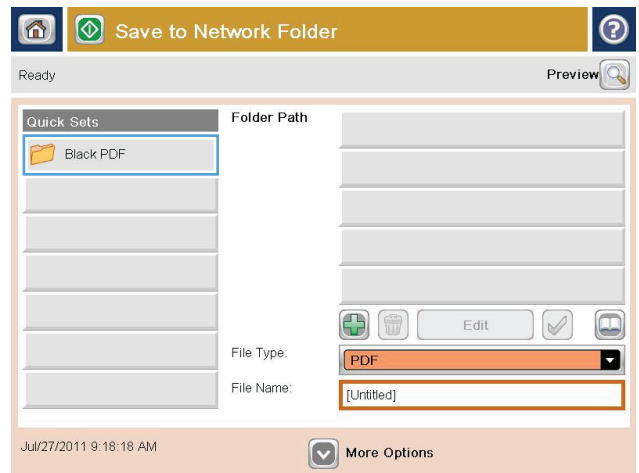 Save to Network Folder
?
Ready
Preview
Quick Sets
Folder Path
Black PDF
Edit
File Type:
PDF
File Name:
[Untitled]
Jul/27/2011 9:18:18 AM
More Options